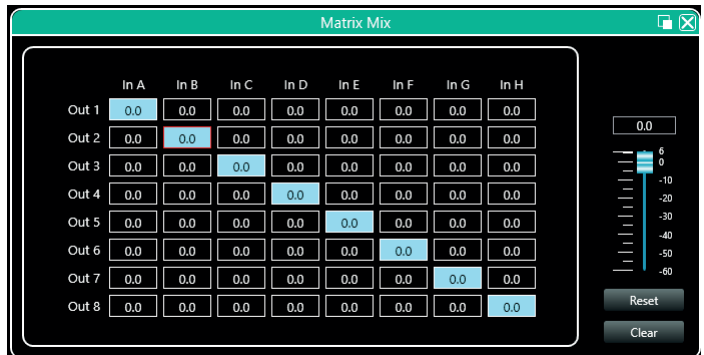 Matrix Mix
In A In B In C In D In E In F In G In H
Out 1 0.0 0.0 0.0 0.0 0.0 0.0 0.0 0.0
Out 2 0.0 0.0 0.0 0.0 0.0 0.0 0.0 0.0
Out 3 0.0 0.0 0.0 0.0 0.0 0.0 0.0 0.0
Out 4 0.0 0.0 0.0 0.0 0.0 0.0 0.0 0.0
Out 5 0.0 0.0 0.0 0.0 0.0 0.0 0.0 0.0
Out 6 0.0 0.0 0.0 0.0 0.0 0.0 0.0 0.0
Out 7 0.0 0.0 0.0 0.0 0.0 0.0 0.0 0.0
Out 8 0.0 0.0 0.0 0.0 0.0 0.0 0.0 0.0
0.0
6
0
-10
-20
-30
-40
-50
-60
Reset
Clear